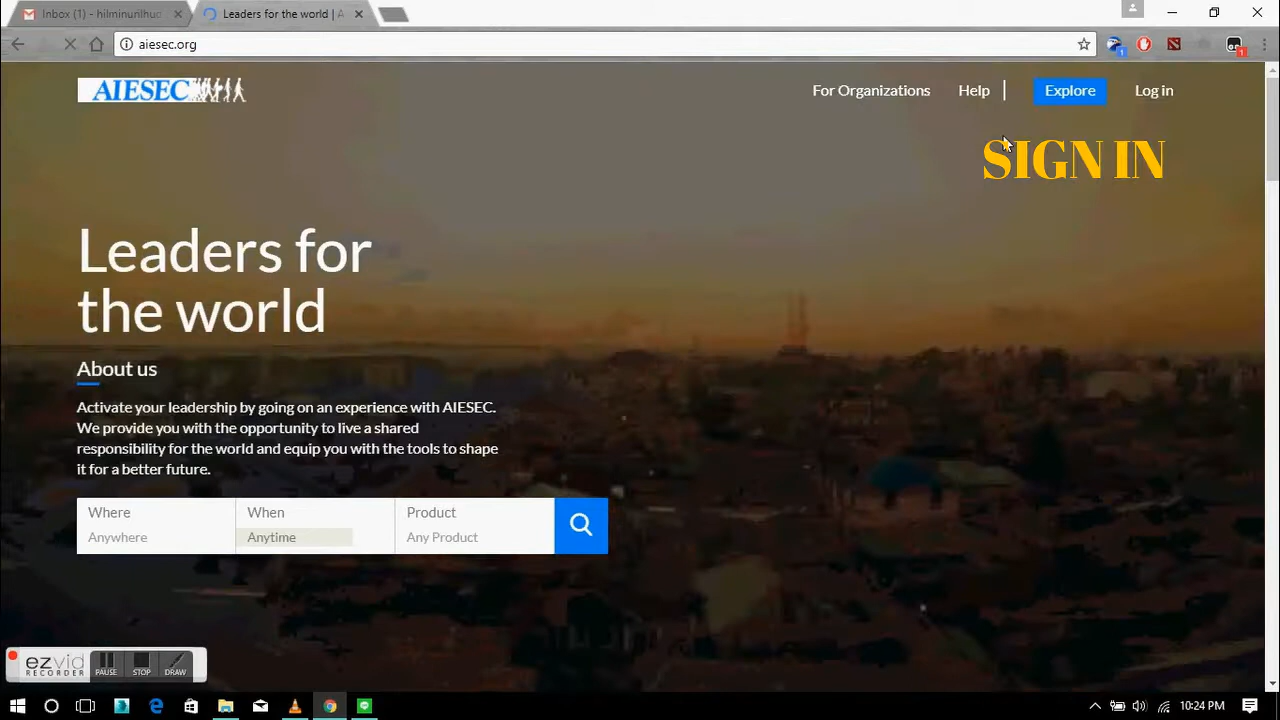 Inbox (1) - hilminurilhud
Leaders for the world | A
aiesec.org
AIESEC
For Organizations
Help
Explore
Log in
SIGN IN
Leaders for
the world
About us
Activate your leadership by going on an experience with AIESEC.
We provide you with the opportunity to live a shared
responsibility for the world and equip you with the tools to shape
it for a better future.
Where
When
Product
Anywhere
Anytime
Any Product
ezvid
RECORDER
PAUSE
STOP
DRAW
10:24 PM